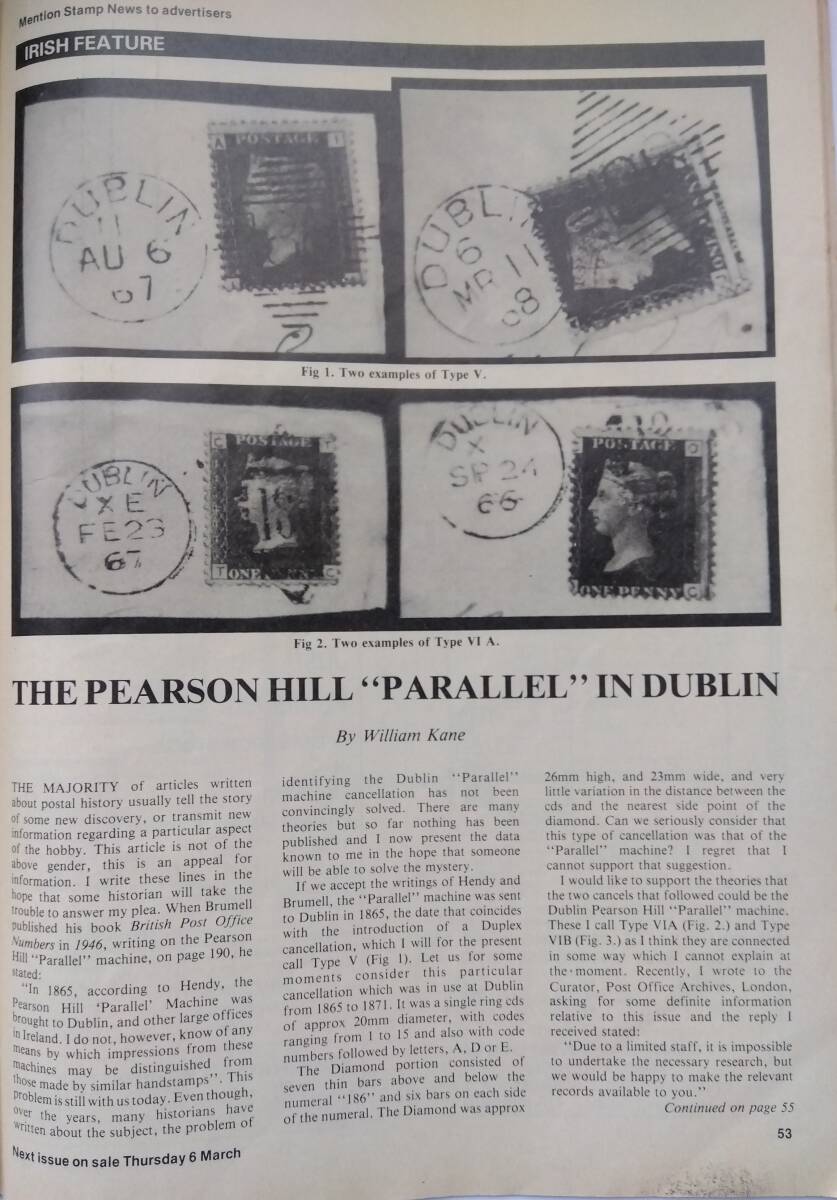 Mention Stamp News to advertisers
IRISH FEATURE
A POSTAGE I
DUBLIN
11
AU 6
67
DUBLIN
6
MR 11
68
Fig 1. Two examples of Type V.
C POSTAGE T
DUBLIN
X E
FE 23
67
18
T ONE PENNY C
DUBLIN
X
SP 24
66
POSTAGE O
ONE PENNY C
Fig 2. Two examples of Type VI A.
THE PEARSON HILL “PARALLEL” IN DUBLIN
By William Kane
THE MAJORITY of articles written
about postal history usually tell the story
of some new discovery, or transmit new
information regarding a particular aspect
of the hobby. This article is not of the
above gender, this is an appeal for
information. I write these lines in the
hope that some historian will take the
trouble to answer my plea. When Brumell
published his book British Post Office
Numbers in 1946, writing on the Pearson
Hill “Parallel” machine, on page 190, he
stated:
“In 1865, according to Hendy, the
Pearson Hill ‘Parallel’ Machine was
brought to Dublin, and other large offices
in Ireland. I do not, however, know of any
means by which impressions from these
machines may be distinguished from
those made by similar handstamps”. This
problem is still with us today. Even though,
over the years, many historians have
written about the subject, the problem of
identifying the Dublin “Parallel”
machine cancellation has not been
convincingly solved. There are many
theories but so far nothing has been
published and I now present the data
known to me in the hope that someone
will be able to solve the mystery.
If we accept the writings of Hendy and
Brumell, the “Parallel” machine was sent
to Dublin in 1865, the date that coincides
with the introduction of a Duplex
cancellation, which I will for the present
call Type V (Fig 1). Let us for some
moments consider this particular
cancellation which was in use at Dublin
from 1865 to 1871. It was a single ring cds
of approx 20mm diameter, with codes
ranging from 1 to 15 and also with code
numbers followed by letters, A, D or E.
The Diamond portion consisted of
seven thin bars above and below the
numeral “186” and six bars on each side
of the numeral. The Diamond was approx
26mm high, and 23mm wide, and very
little variation in the distance between the
cds and the nearest side point of the
diamond. Can we seriously consider that
this type of cancellation was that of the
“Parallel” machine? I regret that I
cannot support that suggestion.
I would like to support the theories that
the two cancels that followed could be the
Dublin Pearson Hill “Parallel” machine.
These I call Type VIA (Fig. 2.) and Type
VIB (Fig. 3.) as I think they are connected
in some way which I cannot explain at
the moment. Recently, I wrote to the
Curator, Post Office Archives, London,
asking for some definite information
relative to this issue and the reply I
received stated:
“Due to a limited staff, it is impossible
to undertake the necessary research, but
we would be happy to make the relevant
records available to you.”
Continued on page 55
53
Next issue on sale Thursday 6 March